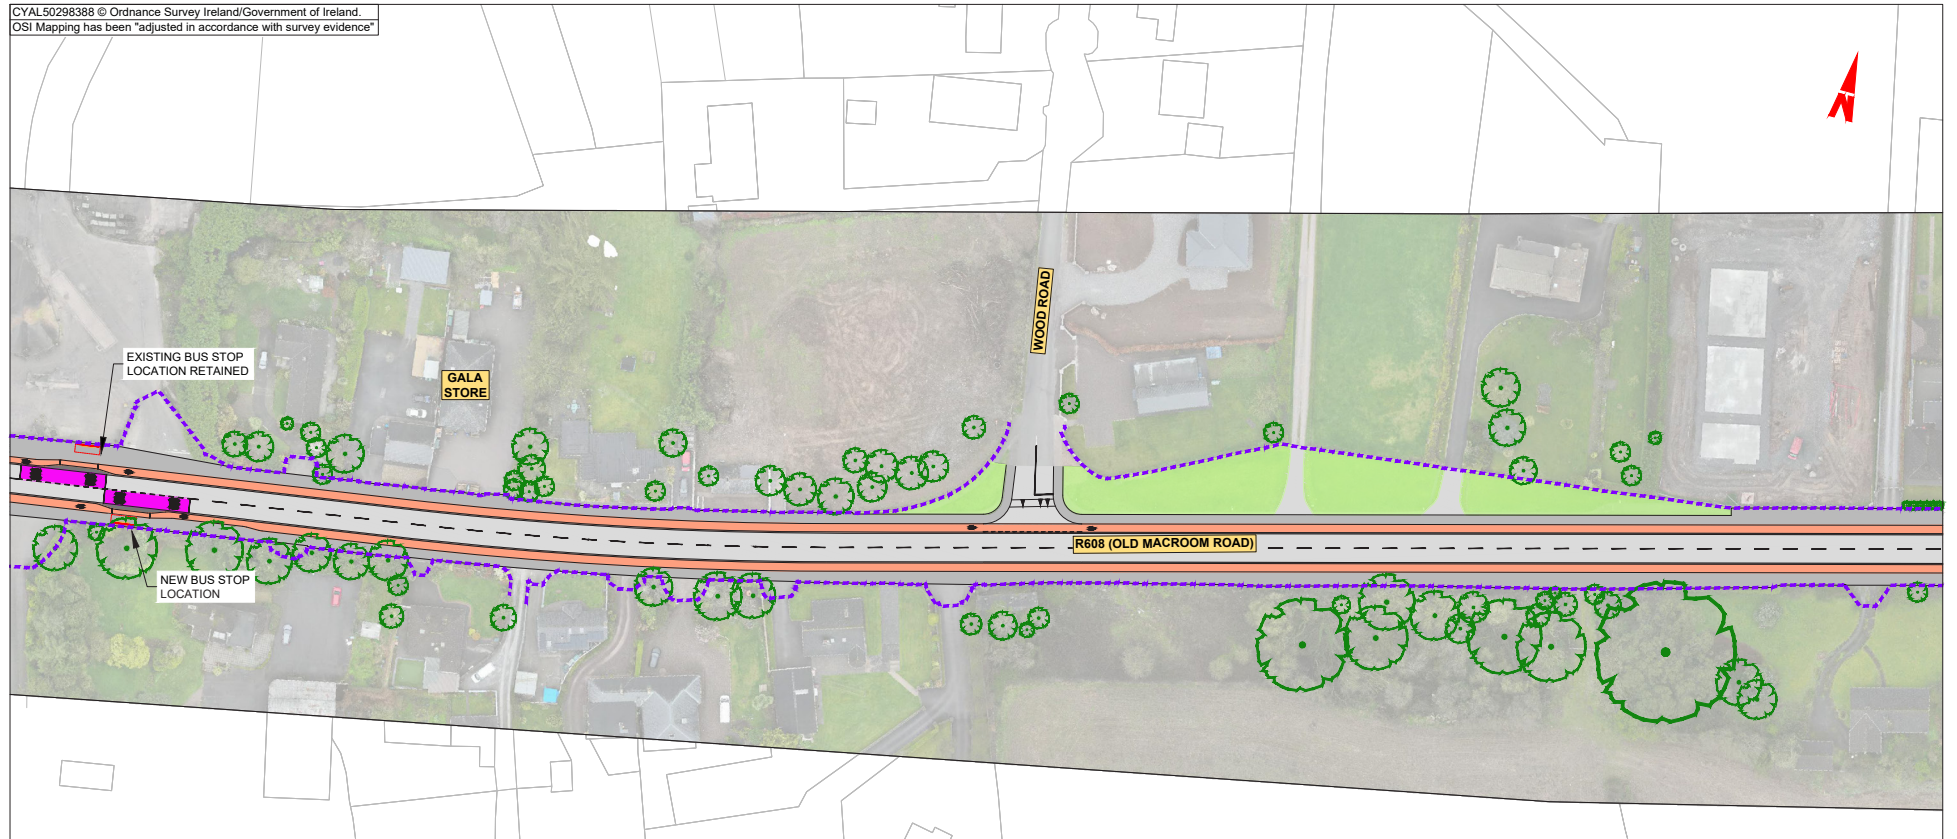 CYAL50298388 © Ordnance Survey Ireland/Government of Ireland.
OSI Mapping has been "adjusted in accordance with survey evidence"
N
WOOD ROAD
EXISTING BUS STOP
LOCATION RETAINED
GALA
STORE
R608 (OLD MACROOM ROAD)
NEW BUS STOP
LOCATION